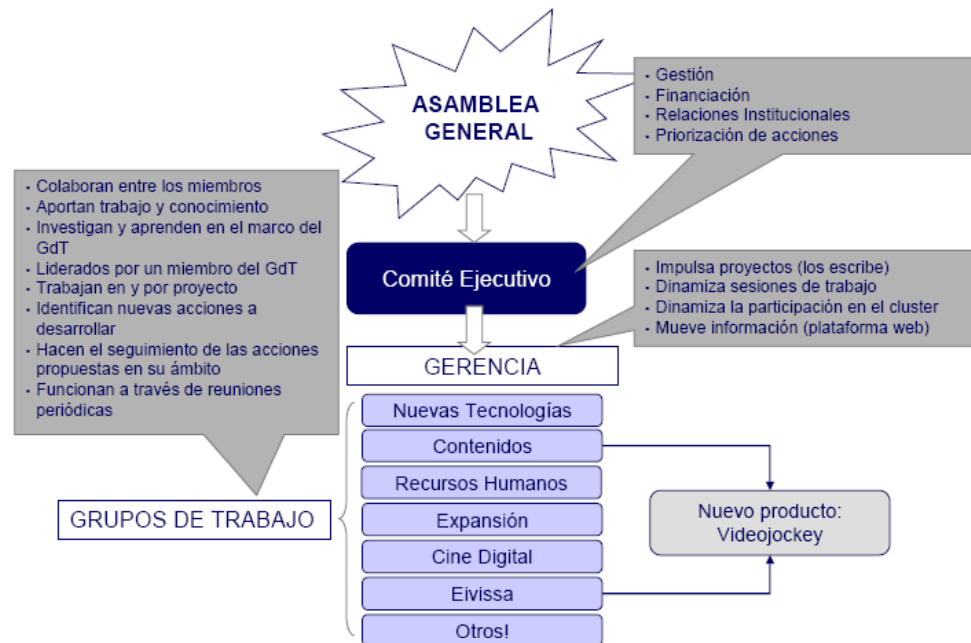 ASAMBLEA
GENERAL
· Gestión
· Financiación
· Relaciones Institucionales
· Priorización de acciones
· Colaboran entre los miembros
· Aportan trabajo y conocimiento
· Investigan y aprenden en el marco del
GdT
· Liderados por un miembro del GdT
· Trabajan en y por proyecto
· Identifican nuevas acciones a
desarrollar
· Hacen el seguimiento de las acciones
propuestas en su ámbito
· Funcionan a través de reuniones
periódicas
Comité Ejecutivo
· Impulsa proyectos (los escribe)
· Dinamiza sesiones de trabajo
· Dinamiza la participación en el cluster
· Mueve información (plataforma web)
GERENCIA
GRUPOS DE TRABAJO
Nuevas Tecnologías
Contenidos
Recursos Humanos
Expansión
Cine Digital
Eivissa
Otros!
Nuevo producto:
Videojockey